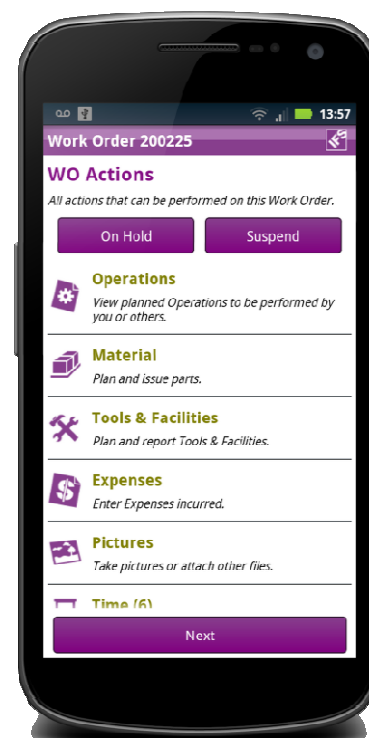 13:57
Work Order 200225
WO Actions
All actions that can be performed on this Work Order.
On Hold
Suspend
Operations
View planned Operations to be performed by
you or others.
Material
Plan and issue parts.
Tools & Facilities
Plan and report Tools & Facilities.
Expenses
Enter Expenses incurred.
Pictures
Take pictures or attach other files.
Time (6)
Next